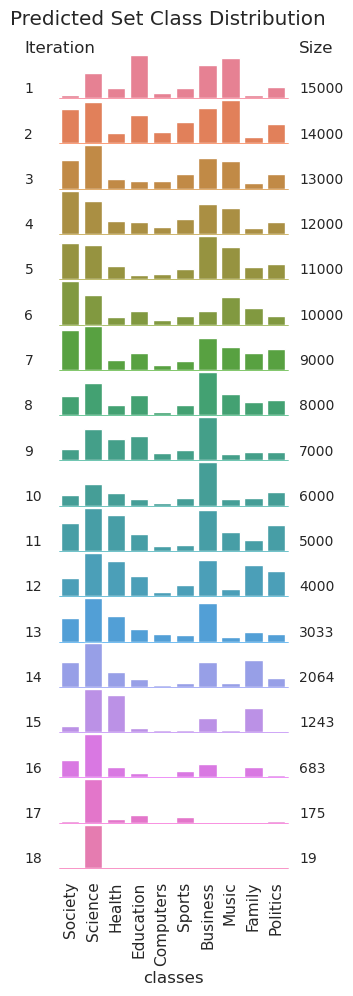 Predicted Set Class Distribution
Iteration Size
1 15000
2 14000
3 13000
4 12000
5 11000
6 10000
7 9000
8 8000
9 7000
10 6000
11 5000
12 4000
13 3033
14 2064
15 1243
16 683
17 175
18 19
Society
Science
Health
Education
Computers
Sports
Business
Music
Family
Politics
classes